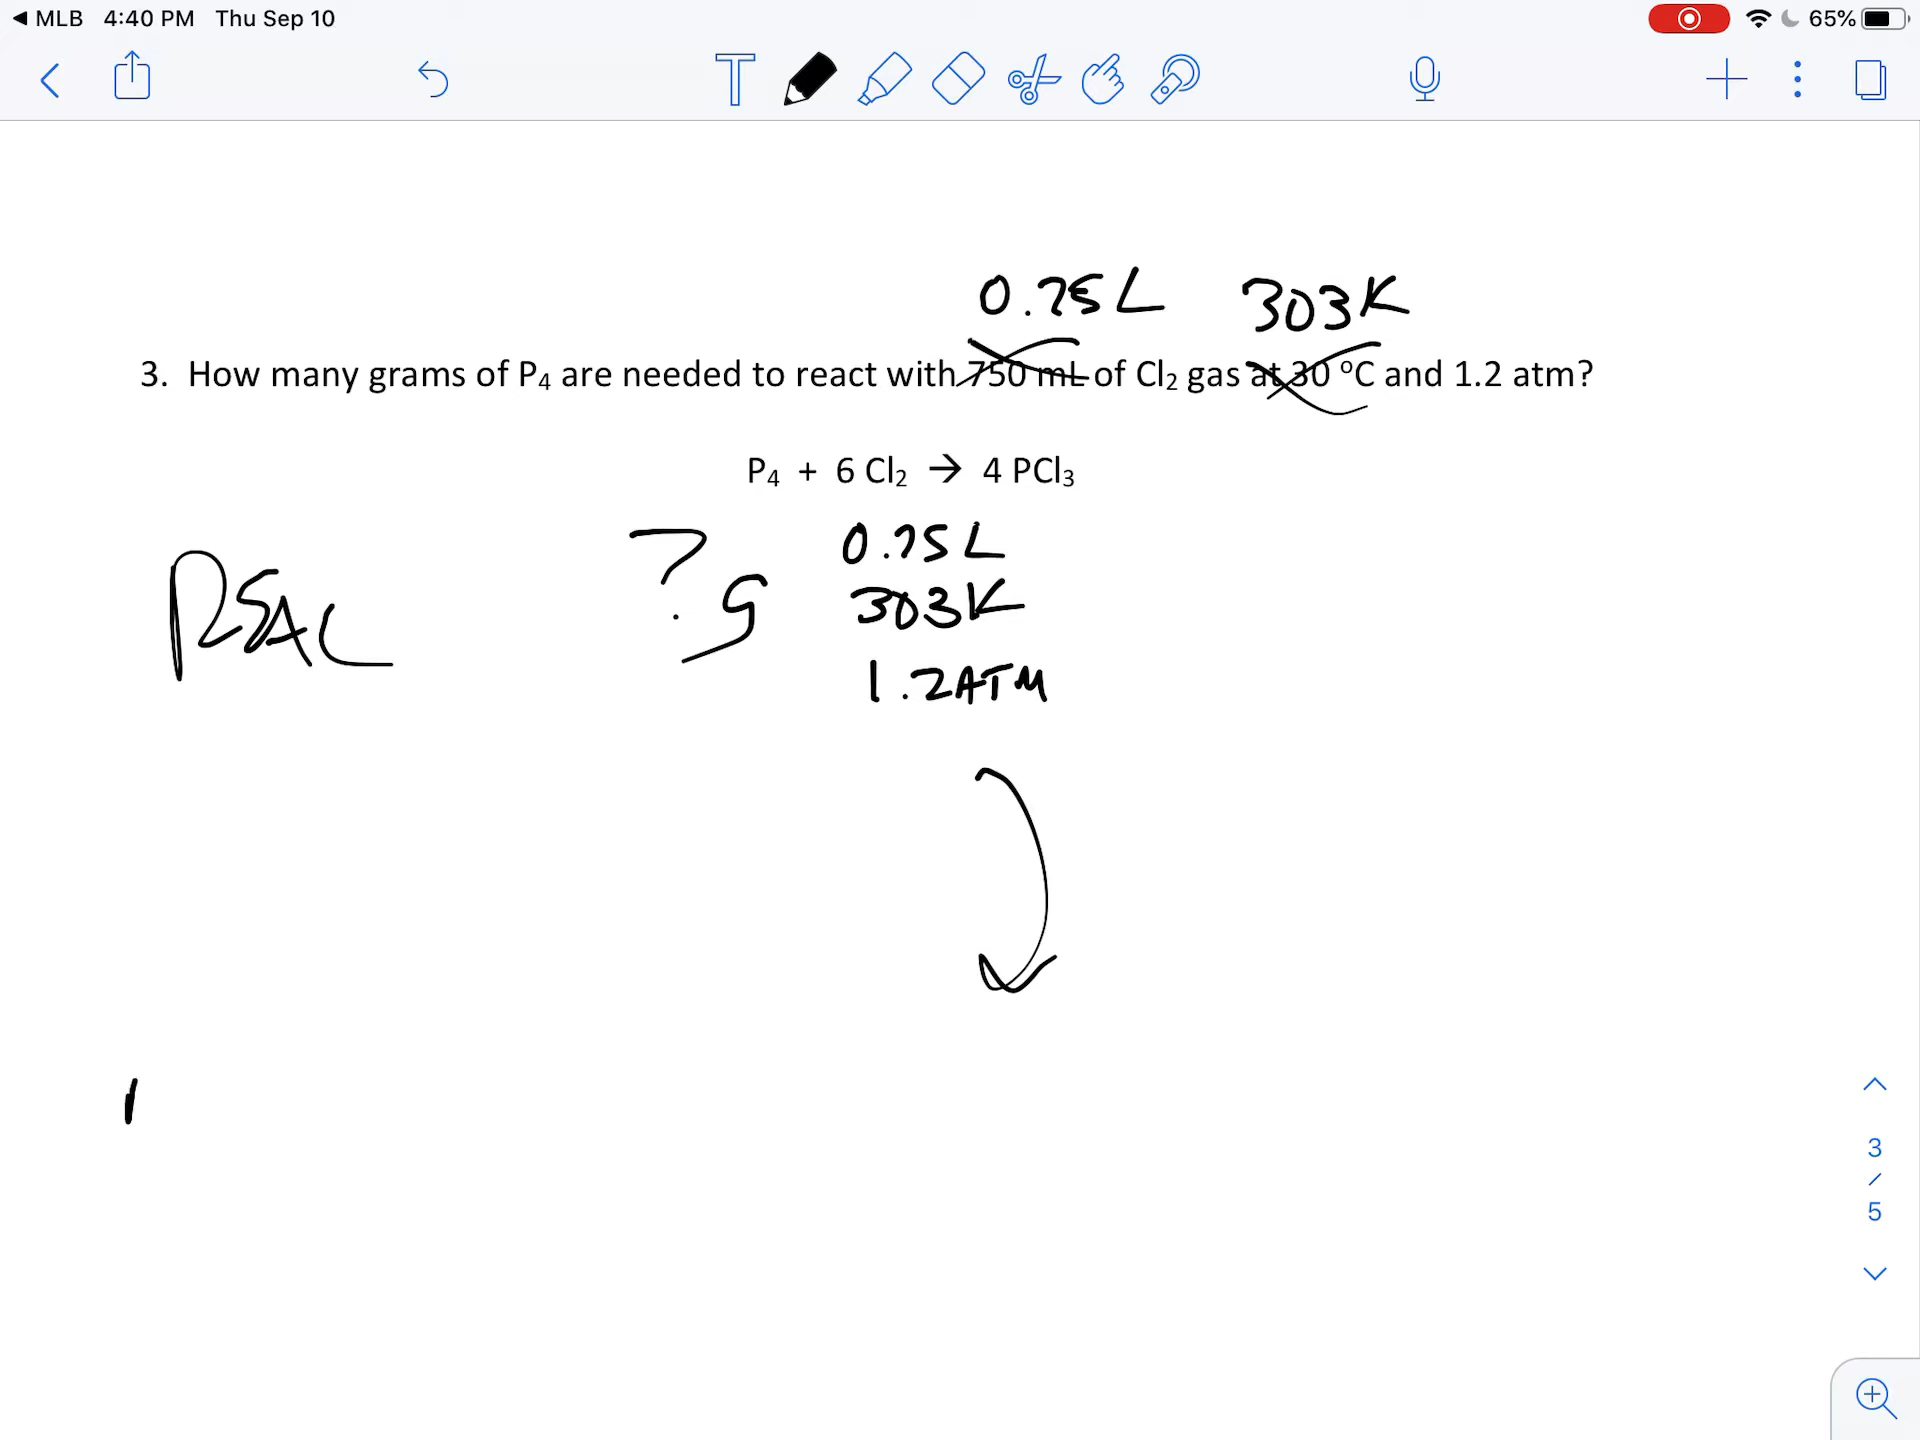 MLB 4:40 PM Thu Sep 10 65%
T
0.75L 303K
3. How many grams of P₄ are needed to react with 750 mL of Cl₂ gas at 30 ºC and 1.2 atm?
P₄ + 6 Cl₂ → 4 PCl₃
? g 0.75L
303K
1.2ATM
3
/
5